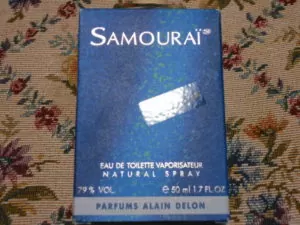 SAMOURAÏ
EAU DE TOILETTE VAPORISATEUR
NATURAL SPRAY
79% VOL. ℮ 50 ml 1.7 FL.OZ
PARFUMS ALAIN DELON